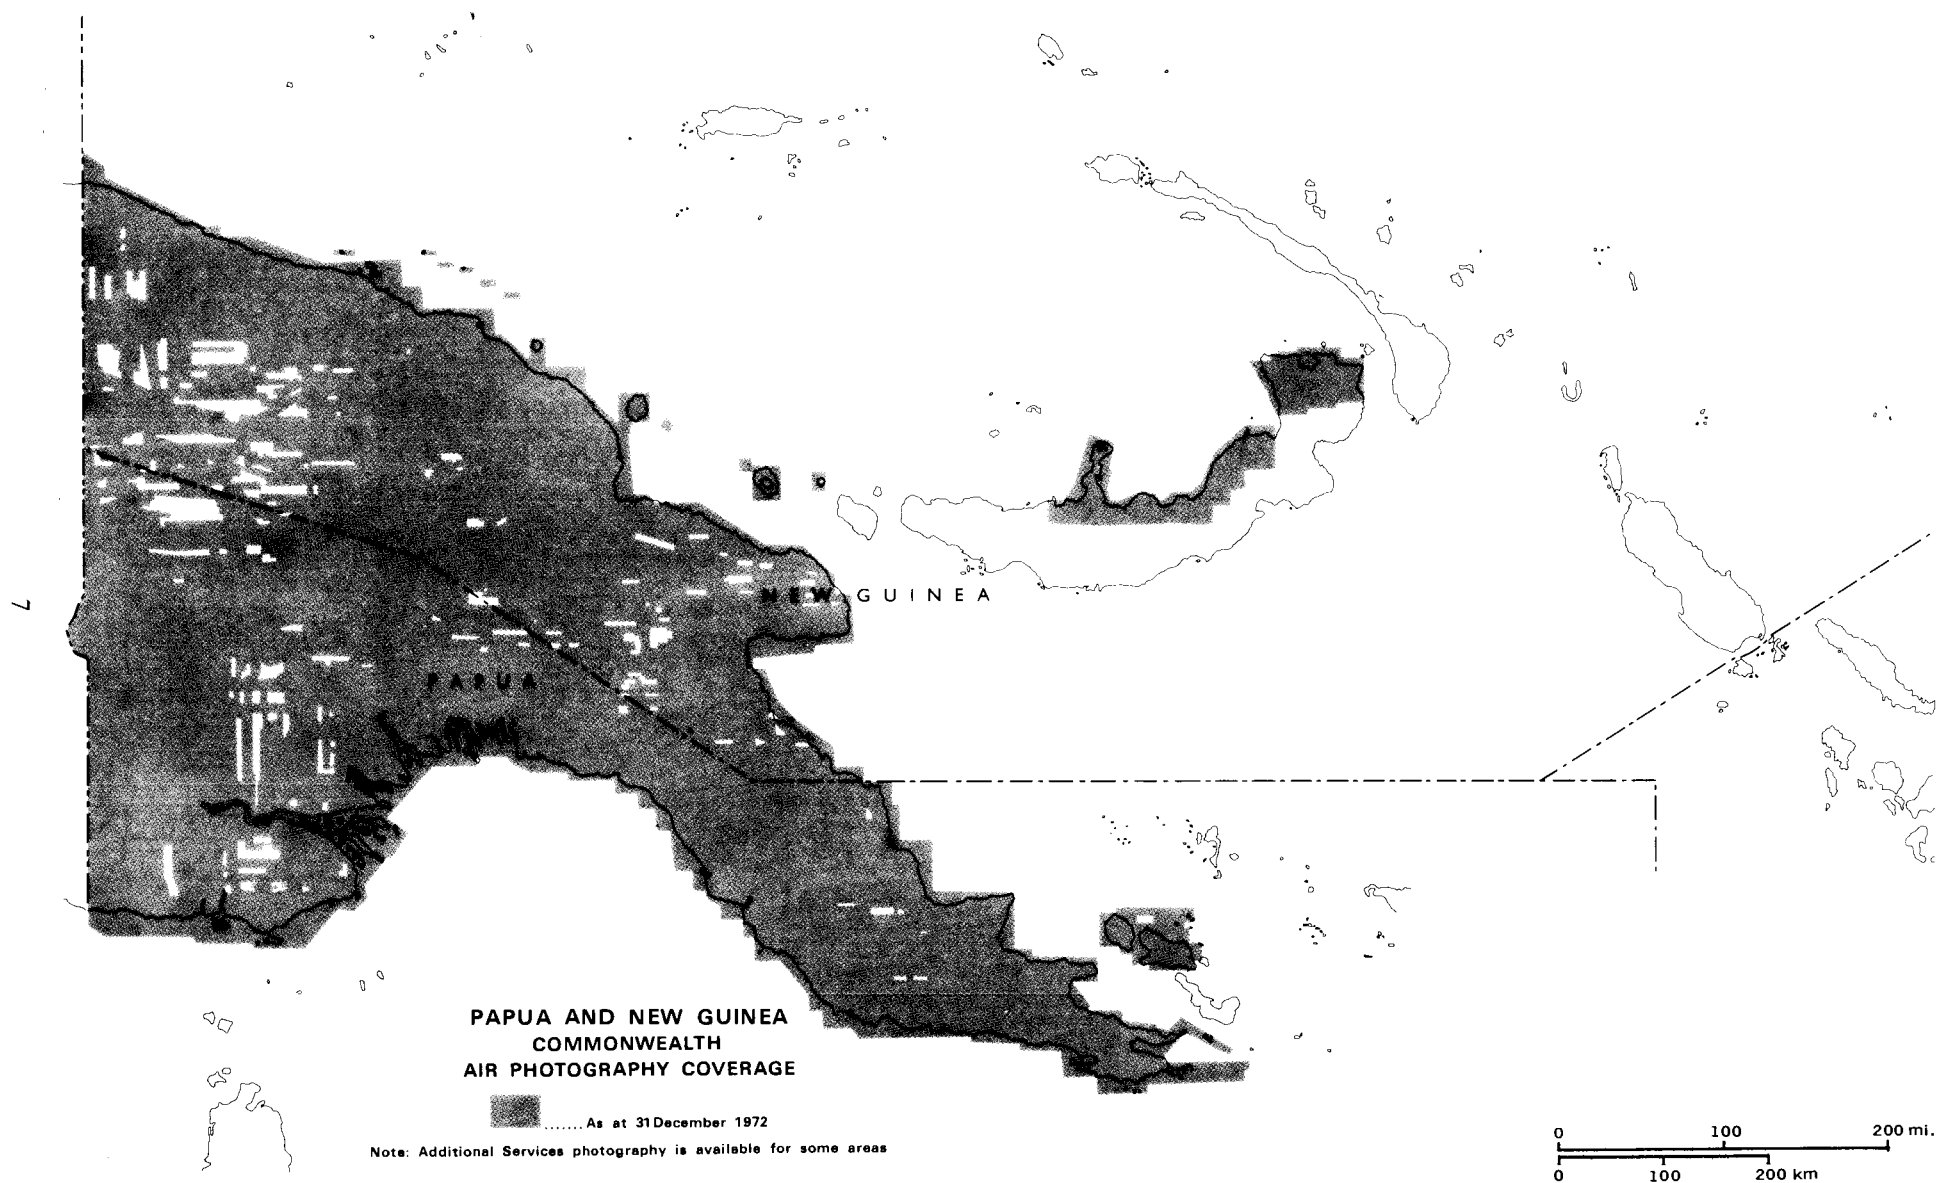 NEW GUINEA
7
PAPUA
PAPUA AND NEW GUINEA
COMMONWEALTH
AIR PHOTOGRAPHY COVERAGE
....... As at 31 December 1972
Note: Additional Services photography is available for some areas
0 100 200 mi.
0 100 200 km